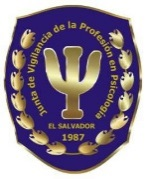 Junta de Vigilancia de la Profesión en Psicología
EL SALVADOR
1987